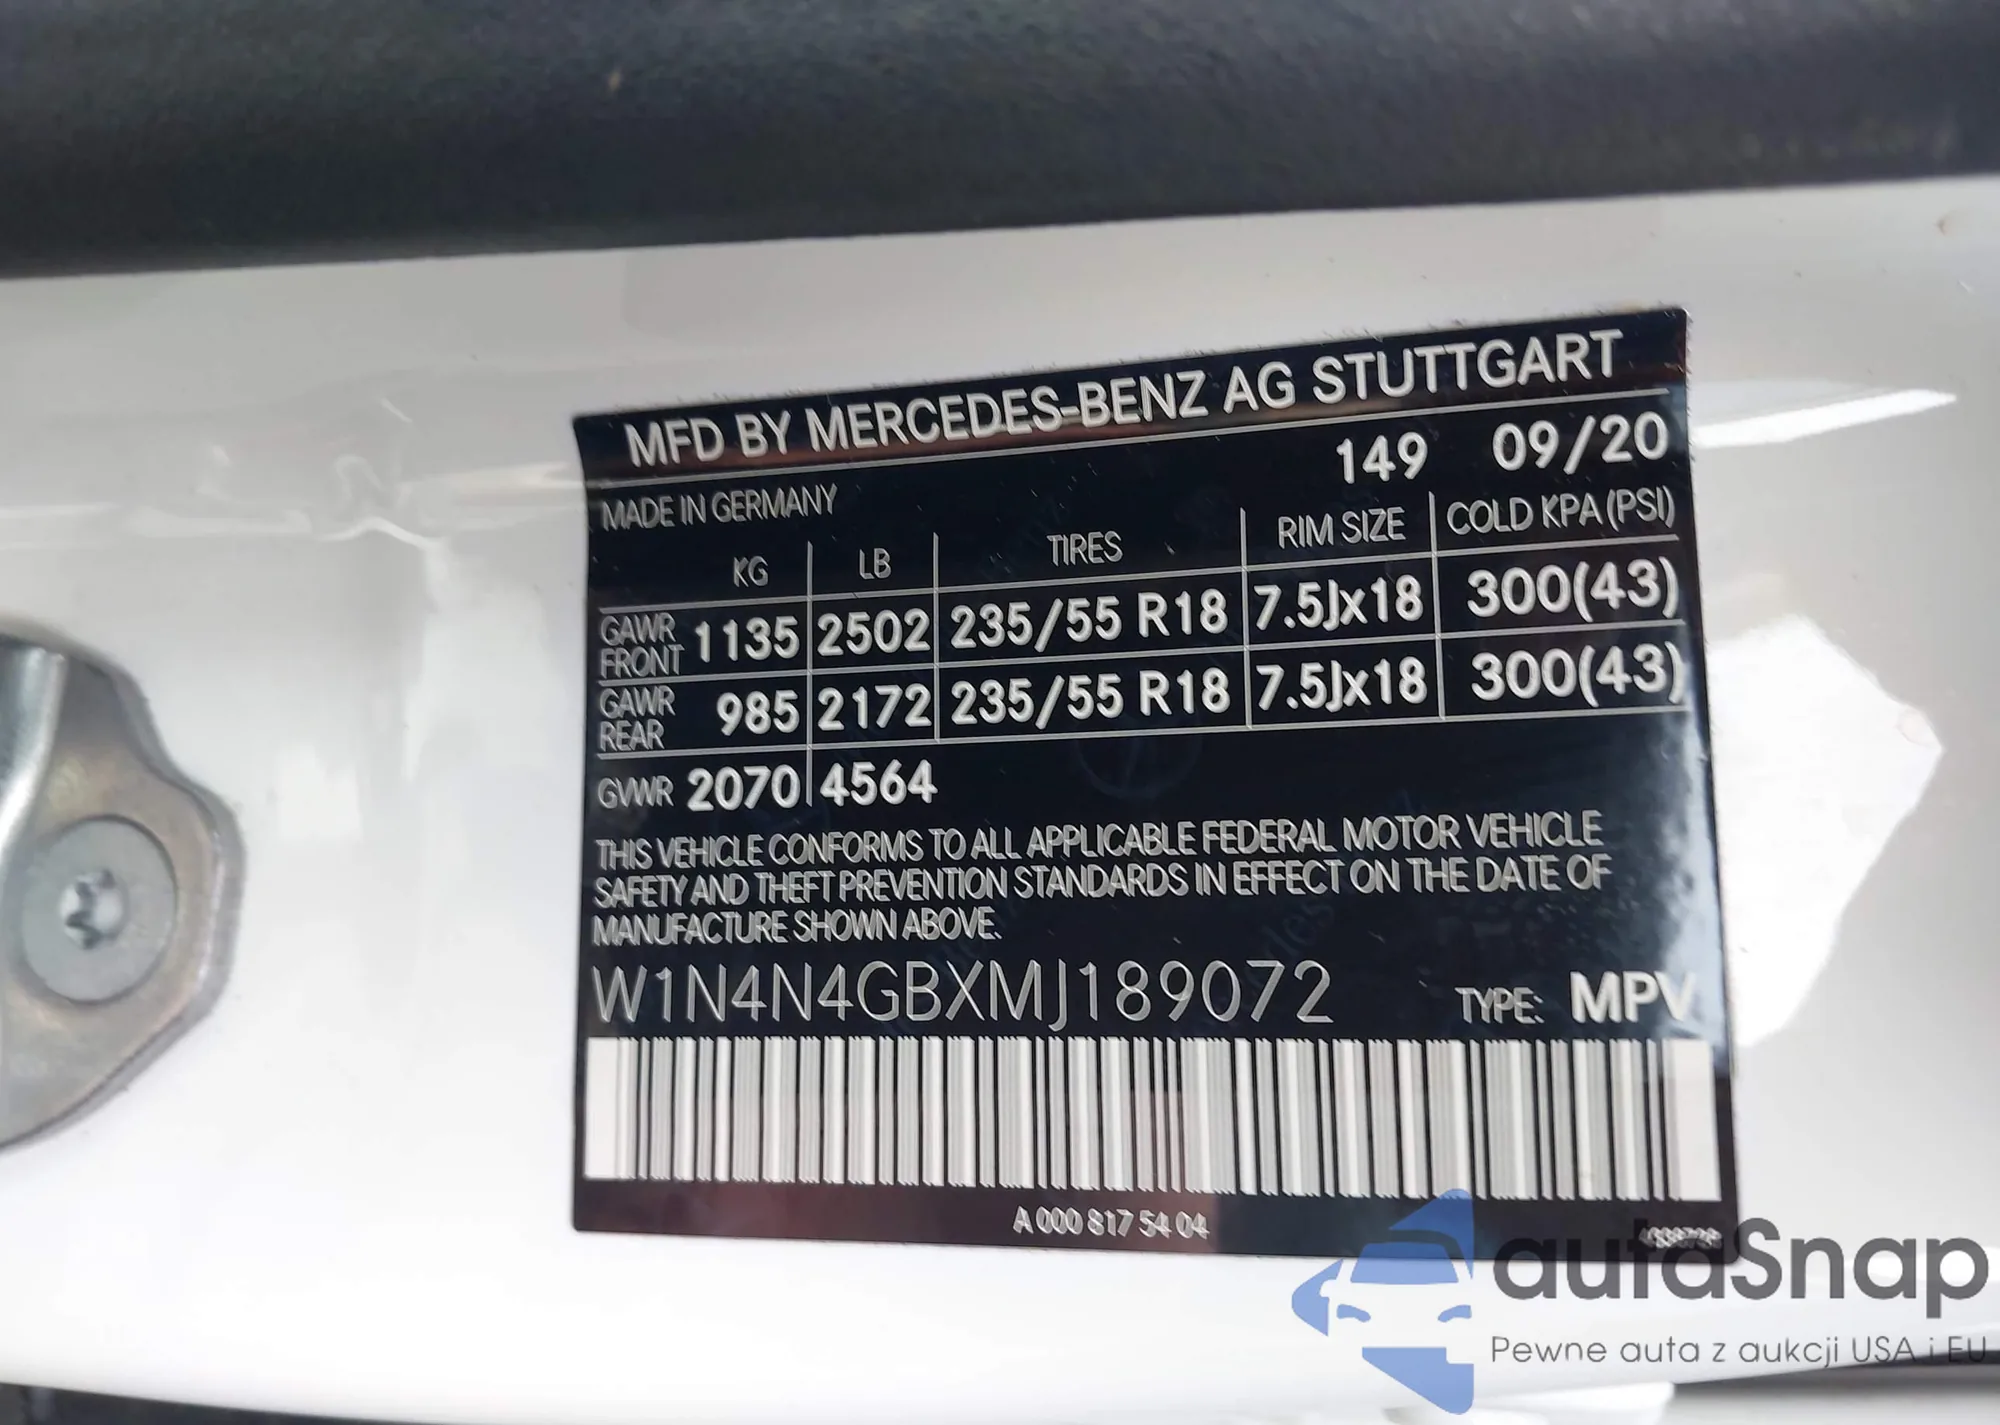 MFD BY MERCEDES-BENZ AG STUTTGART
149 09/20
MADE IN GERMANY
KG LB TIRES RIM SIZE COLD KPA (PSI)
GAWR FRONT 1135 2502 235/55 R18 7.5Jx18 300(43)
GAWR REAR 985 2172 235/55 R18 7.5Jx18 300(43)
GVWR 2070 4564
THIS VEHICLE CONFORMS TO ALL APPLICABLE FEDERAL MOTOR VEHICLE
SAFETY AND THEFT PREVENTION STANDARDS IN EFFECT ON THE DATE OF
MANUFACTURE SHOWN ABOVE.
W1N4N4GBXMJ189072 TYPE: MPV
A 000 817 54 04
autaSnap
Pewne auta z aukcji USA i EU